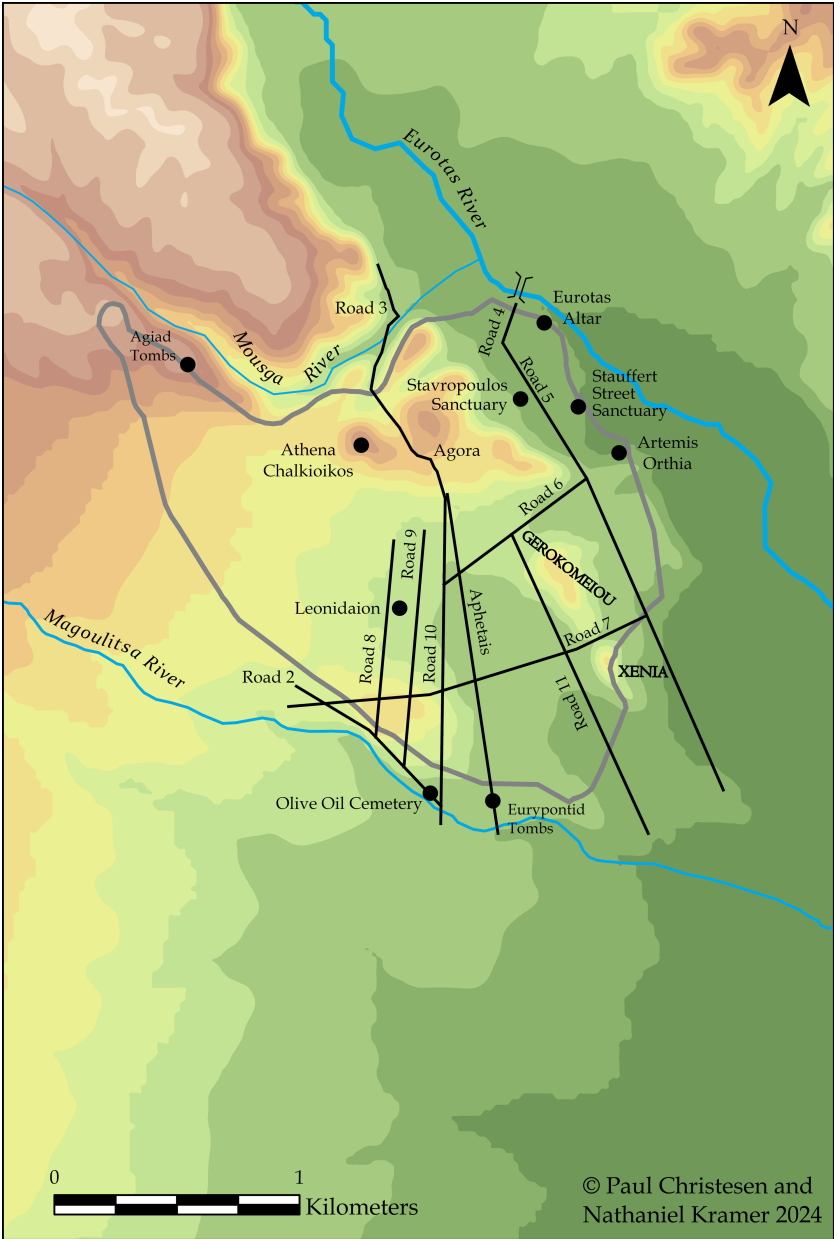 N
Eurotas River
Eurotas
Altar
Road 3
Road 4
Agiad
Tombs
Mousga
River
Road 5
Stauffert
Street
Sanctuary
Stavropoulos
Sanctuary
Artemis
Orthia
Athena
Chalkioikos
Agora
Road 6
Road 9
GEROKOMEIOU
Leonidaion
Aphetais
Magoulitsa River
Road 8
Road 10
Road 7
Road 2
XENIA
Road 11
Olive Oil Cemetery
Eurypontid
Tombs
0 1
Kilometers
© Paul Christesen and
Nathaniel Kramer 2024